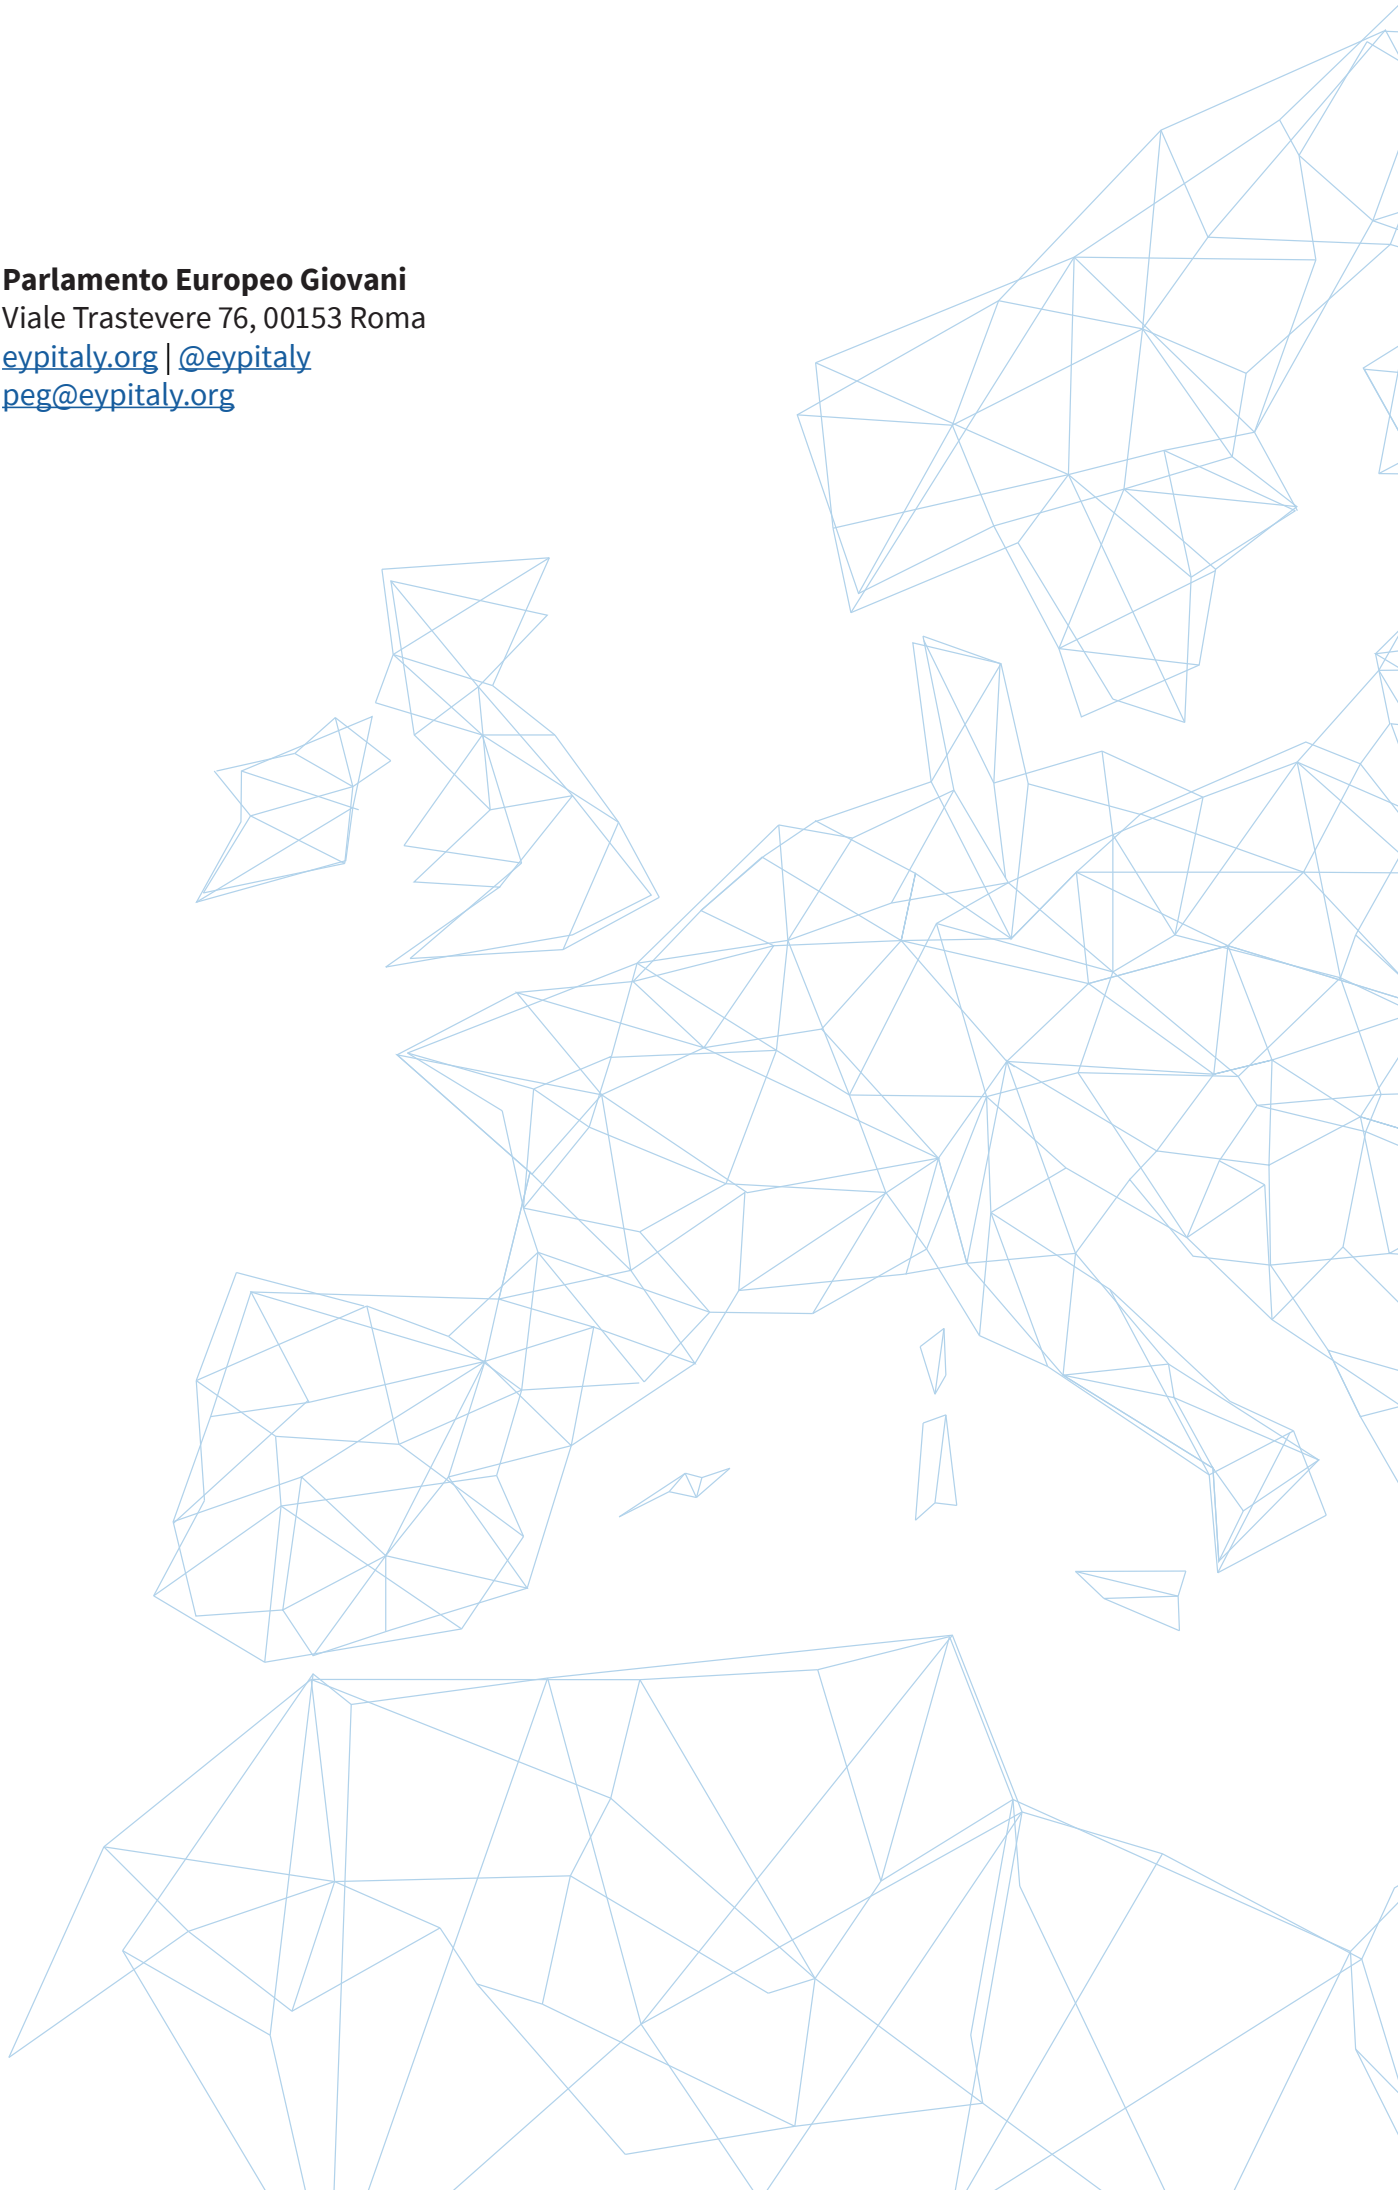 Parlamento Europeo Giovani
Viale Trastevere 76, 00153 Roma
eypitaly.org | @eypitaly
peg@eypitaly.org